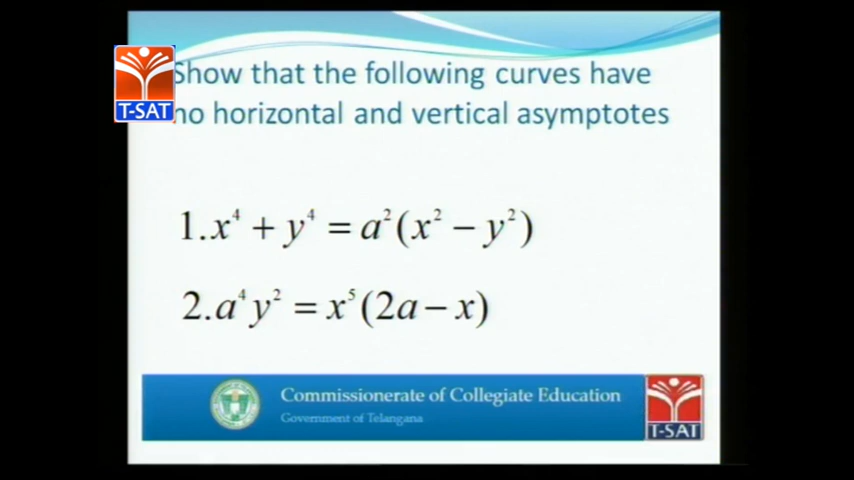 Show that the following curves have
no horizontal and vertical asymptotes
T-SAT
1. x⁴ + y⁴ = a²(x² − y²)
2. a⁴y² = x⁵(2a − x)
Commissionerate of Collegiate Education
Government of Telangana
T-SAT